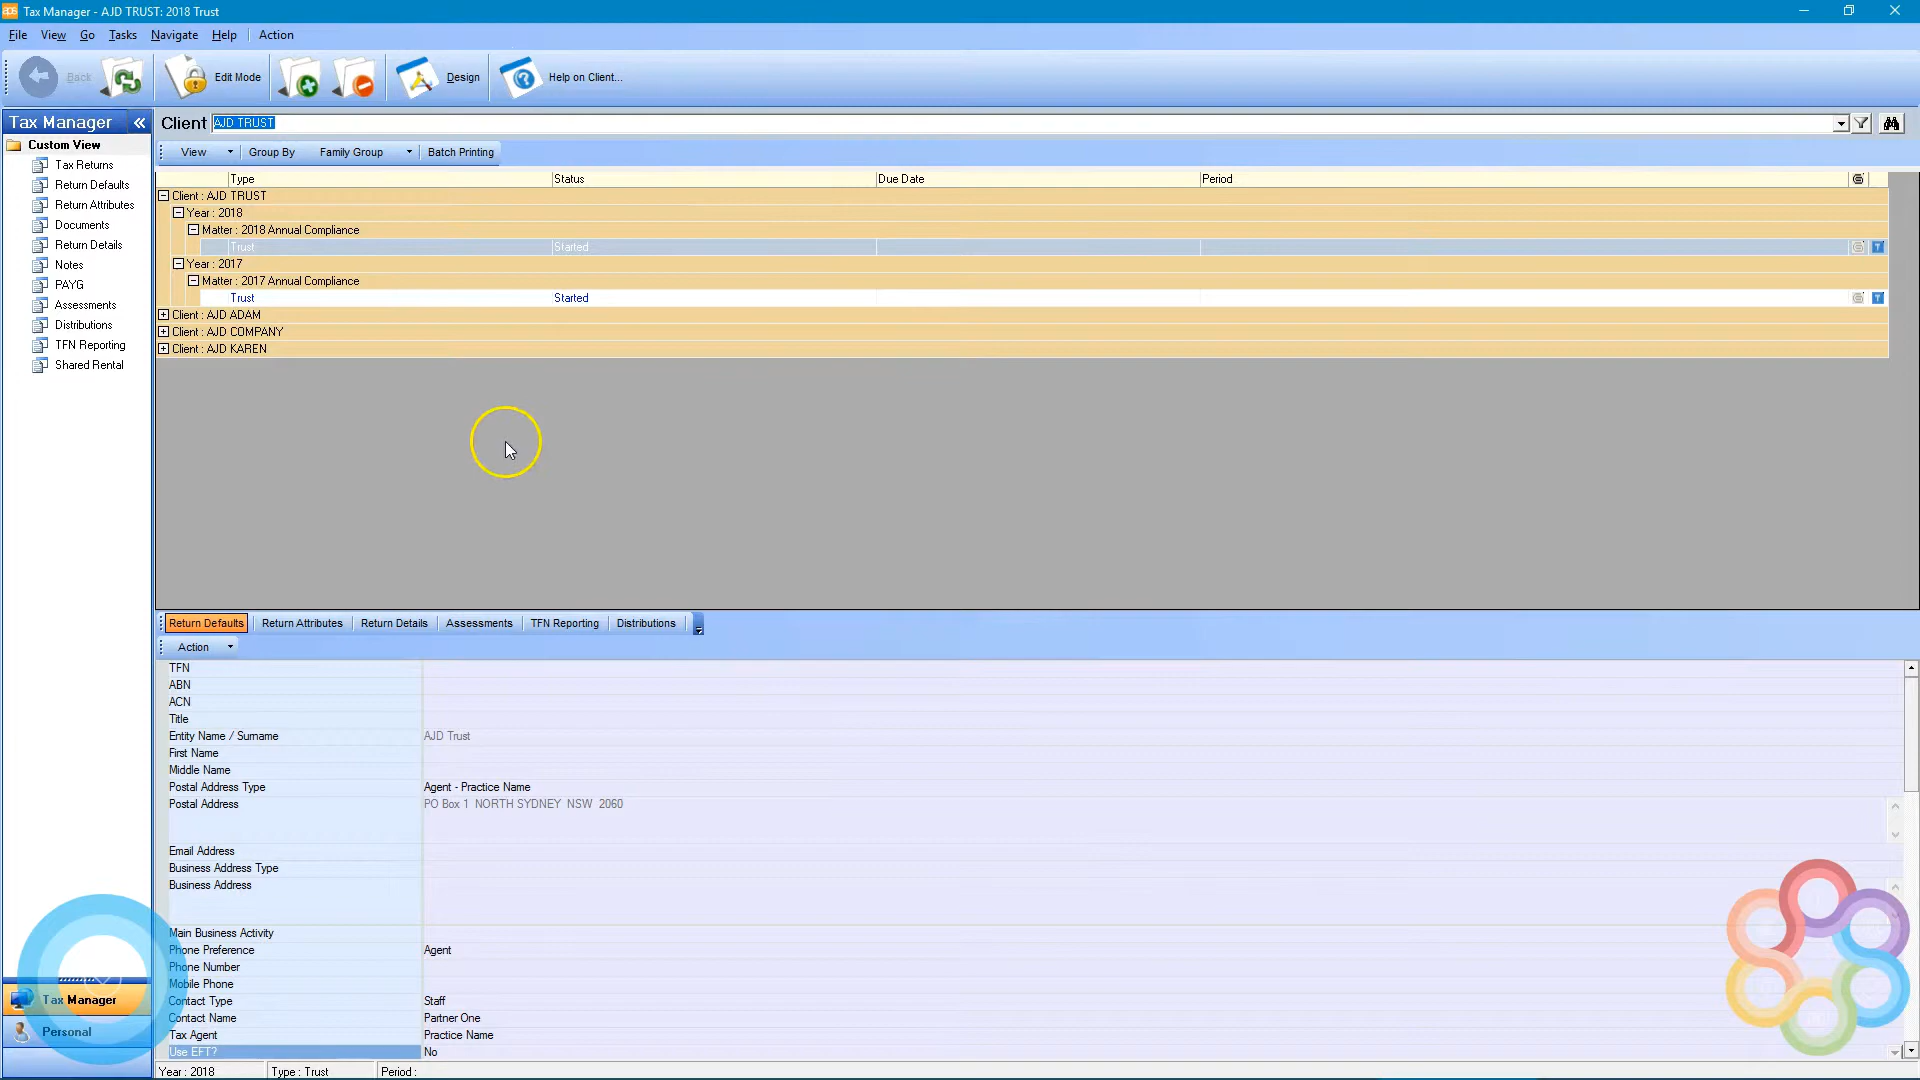 aps Tax Manager - AJD TRUST: 2018 Trust
File View Go Tasks Navigate Help Action
Back Edit Mode Design Help on Client...
Tax Manager «
Client AJD TRUST
Custom View
Tax Returns
Return Defaults
Return Attributes
Documents
Return Details
Notes
PAYG
Assessments
Distributions
TFN Reporting
Shared Rental
View Group By Family Group Batch Printing
Type Status Due Date Period
Client : AJD TRUST
Year : 2018
Matter : 2018 Annual Compliance
Trust Started T
Year : 2017
Matter : 2017 Annual Compliance
Trust Started T
Client : AJD ADAM
Client : AJD COMPANY
Client : AJD KAREN
Return Defaults Return Attributes Return Details Assessments TFN Reporting Distributions
Action
TFN
ABN
ACN
Title
Entity Name / Surname AJD Trust
First Name
Middle Name
Postal Address Type Agent - Practice Name
Postal Address PO Box 1 NORTH SYDNEY NSW 2060
Email Address
Business Address Type
Business Address
Main Business Activity
Phone Preference Agent
Phone Number
Mobile Phone
Contact Type Staff
Contact Name Partner One
Tax Agent Practice Name
Use EFT? No
Tax Manager
Personal
Year : 2018 Type : Trust Period :